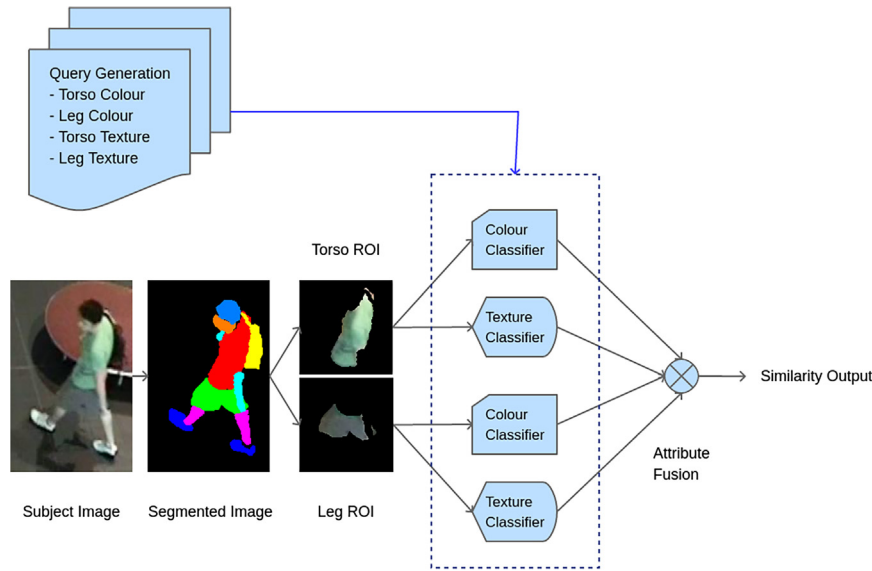 Query Generation
- Torso Colour
- Leg Colour
- Torso Texture
- Leg Texture
Torso ROI
Colour
Classifier
Texture
Classifier
Colour
Classifier
Texture
Classifier
Similarity Output
Attribute
Fusion
Subject Image
Segmented Image
Leg ROI